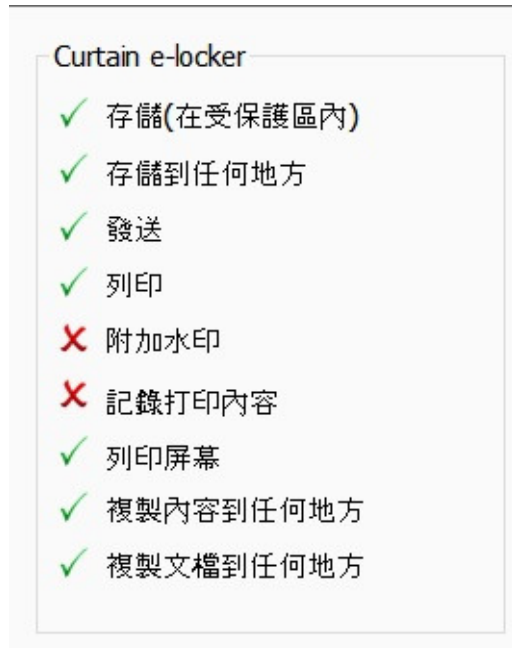 Curtain e-locker
存儲(在受保護區內)
存儲到任何地方
發送
列印
附加水印
記錄打印內容
列印屏幕
複製內容到任何地方
複製文檔到任何地方